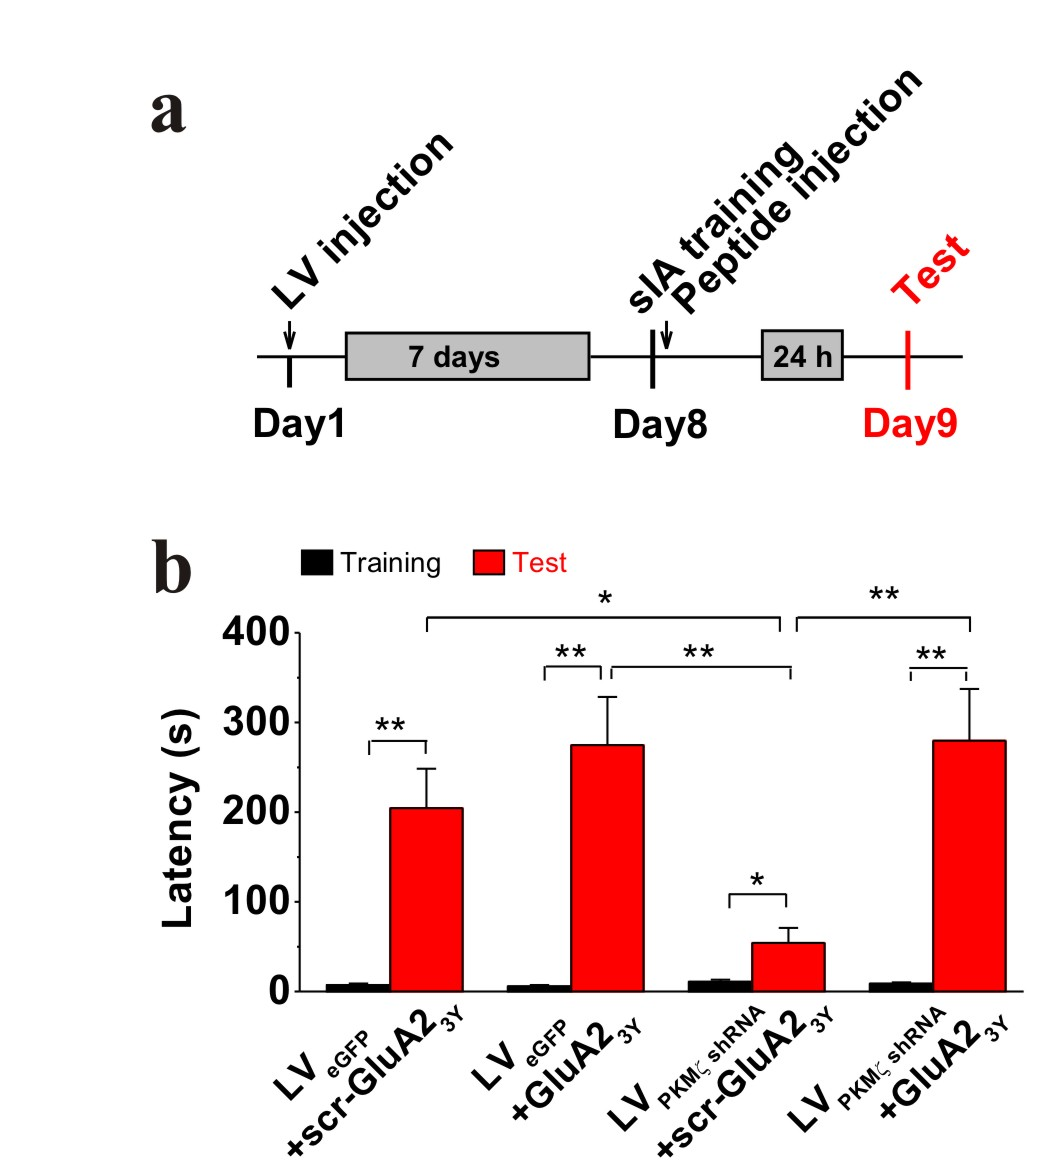 a
LV injection
sIA training
Peptide injection
Test
7 days
24 h
Day1
Day8
Day9
b
Training
Test
*
**
**
**
**
**
*
400
300
200
100
0
Latency (s)
LV eGFP
+scr-GluA2 3Y
LV eGFP
+GluA2 3Y
LV PKMζ shRNA
+scr-GluA2 3Y
LV PKMζ shRNA
+GluA2 3Y